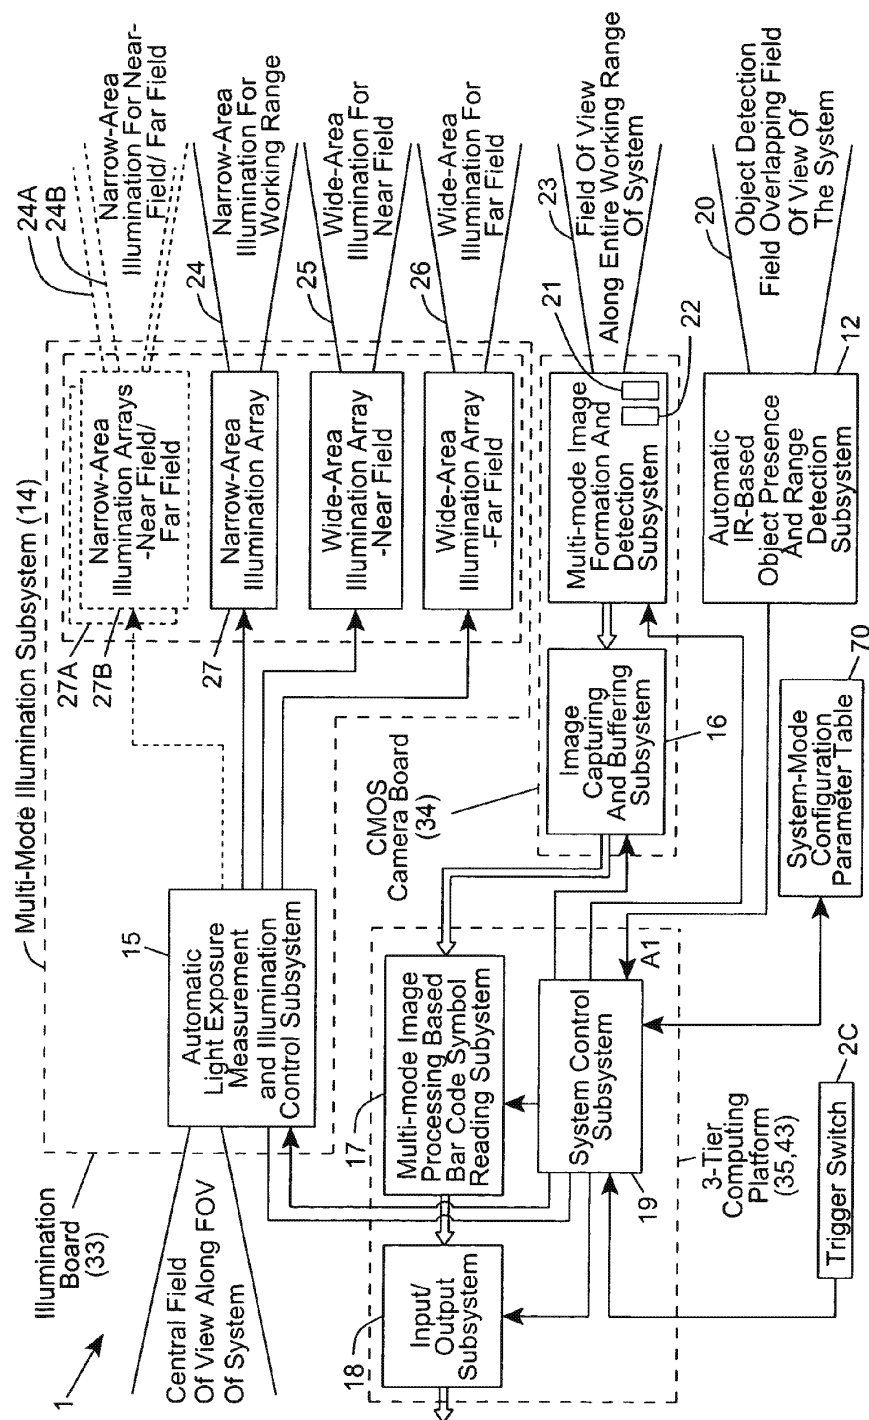 1
Illumination
Board
(33)
Multi-Mode Illumination Subsystem (14)
Central Field
Of View Along FOV
Of System
15
Automatic
Light Exposure
Measurement
and Illumination
Control Subsystem
27A
27B
Narrow-Area
Illumination Arrays
-Near Field/
Far Field
24A
24B
Narrow-Area
Illumination For Near-
Field/ Far Field
27
Narrow-Area
Illumination Array
24
Narrow-Area
Illumination For
Working Range
Wide-Area
Illumination Array
-Near Field
25
Wide-Area
Illumination For
Near Field
Wide-Area
Illumination Array
-Far Field
26
Wide-Area
Illumination For
Far Field
CMOS
Camera Board
(34)
Image
Capturing
And Buffering
Subsystem
16
Multi-mode Image
Formation And
Detection
Subsystem
21
22
23
Field Of View
Along Entire Working Range
Of System
18
Input/
Output
Subsystem
17
Multi-mode Image
Processing Based
Bar Code Symbol
Reading Subystem
19
System Control
Subsystem
A1
3-Tier
Computing
Platform
(35,43)
Automatic
IR-Based
Object Presence
And Range
Detection
Subsystem
12
20
Object Detection
Field Overlapping Field
Of View Of
The System
System-Mode
Configuration
Parameter Table
70
Trigger Switch
2C